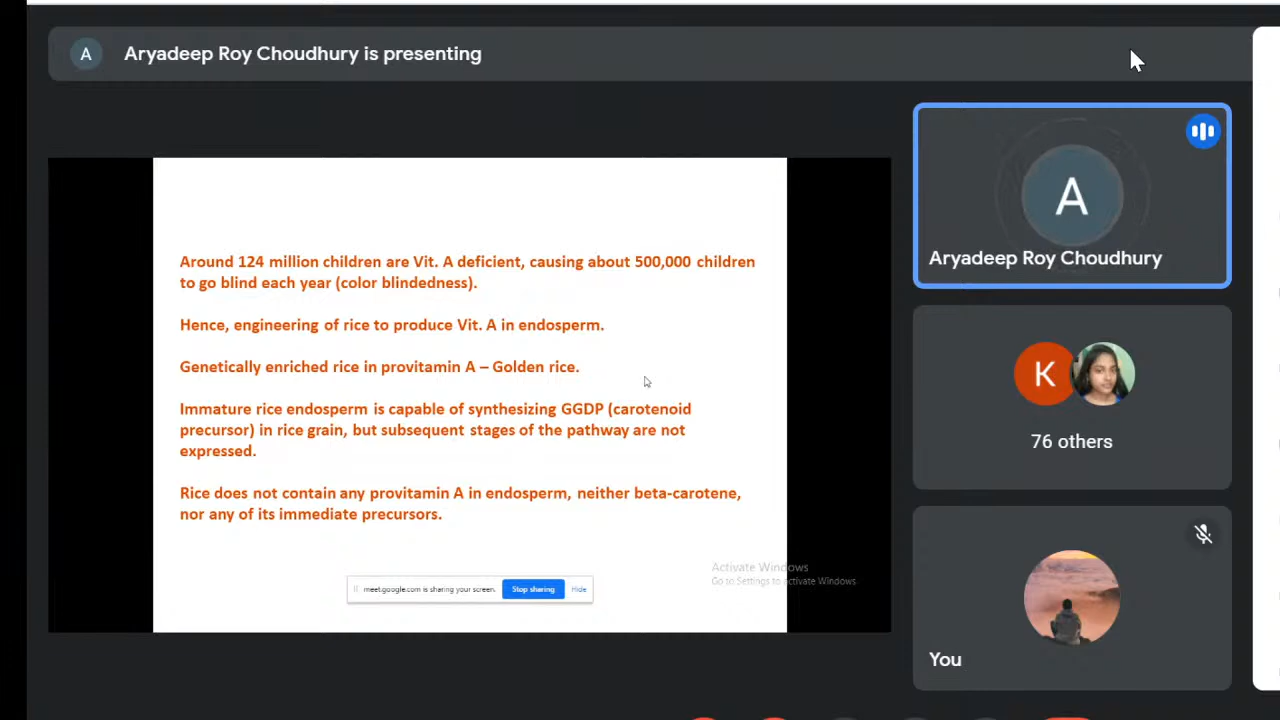 A
Aryadeep Roy Choudhury is presenting
Around 124 million children are Vit. A deficient, causing about 500,000 children
to go blind each year (color blindedness).
Hence, engineering of rice to produce Vit. A in endosperm.
Genetically enriched rice in provitamin A – Golden rice.
Immature rice endosperm is capable of synthesizing GGDP (carotenoid
precursor) in rice grain, but subsequent stages of the pathway are not
expressed.
Rice does not contain any provitamin A in endosperm, neither beta-carotene,
nor any of its immediate precursors.
Activate Windows
Go to Settings to activate Windows
meet.google.com is sharing your screen.
Stop sharing
Hide
A
Aryadeep Roy Choudhury
K
76 others
You